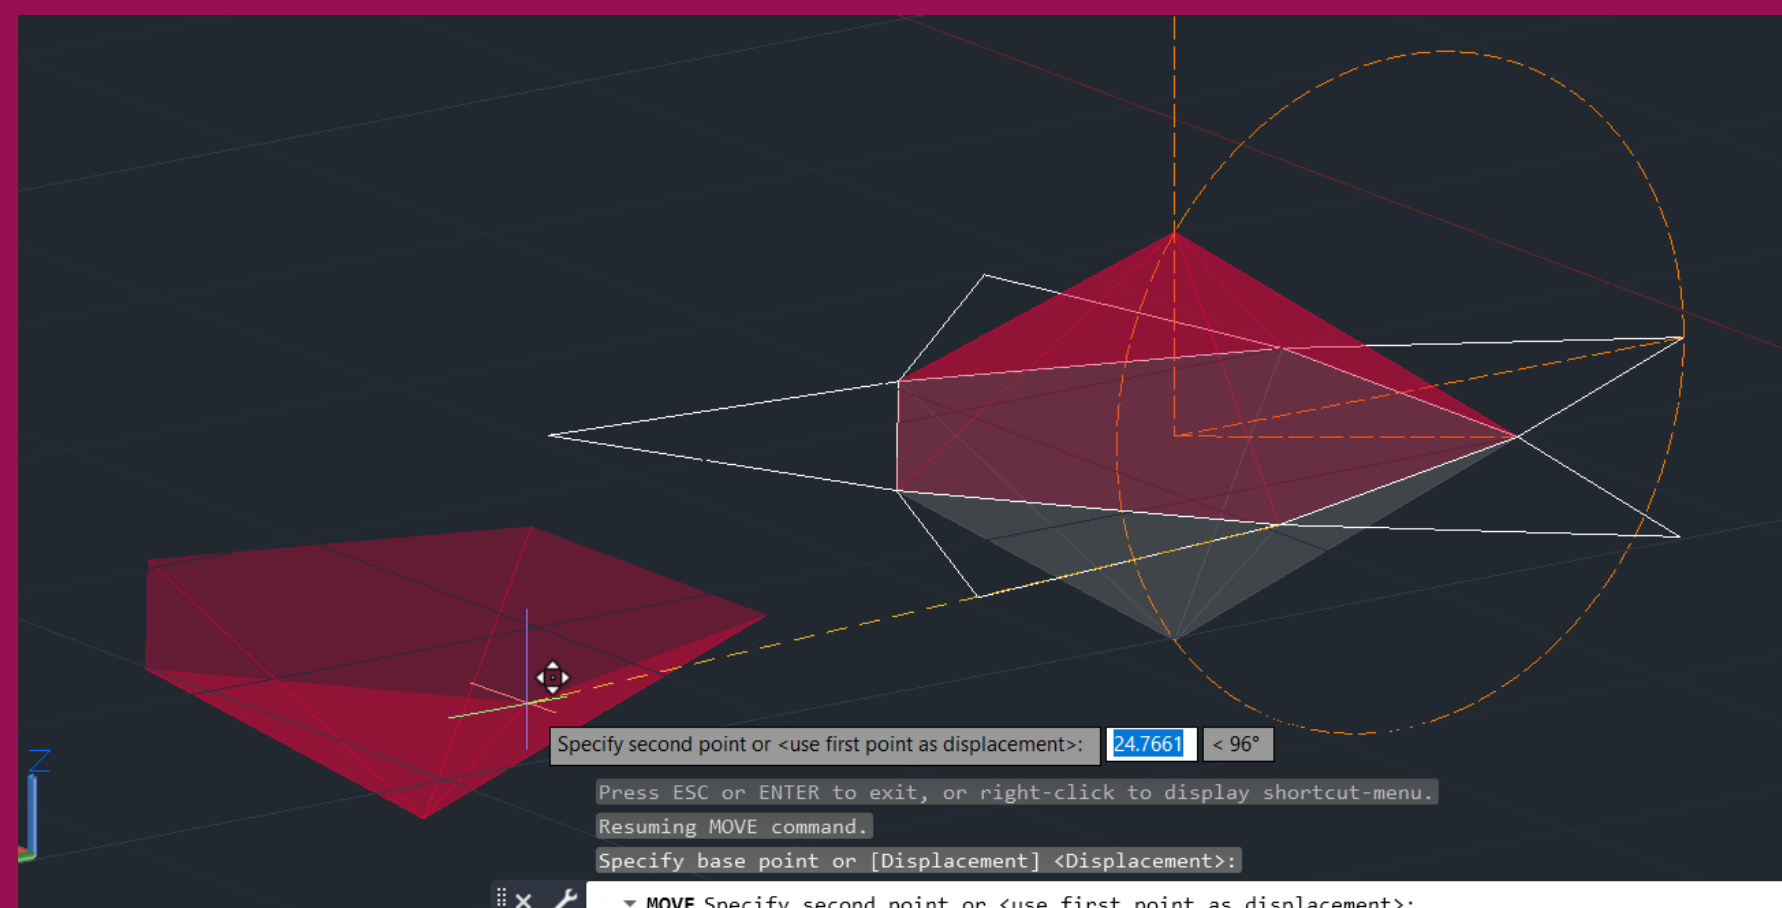 Specify second point or <use first point as displacement>: 24.7661 < 96°
Z
Press ESC or ENTER to exit, or right-click to display shortcut-menu.
Resuming MOVE command.
Specify base point or [Displacement] <Displacement>:
MOVE Specify second point or <use first point as displacement>: